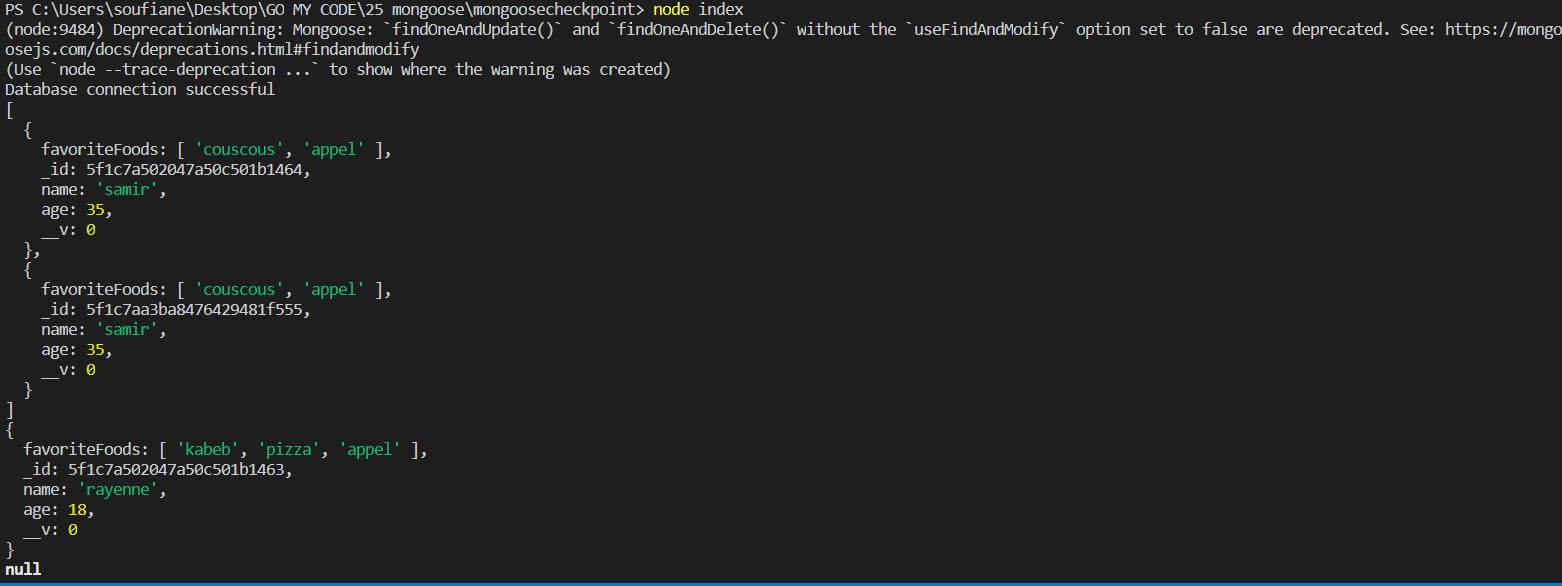 PS C:\Users\soufiane\Desktop\GO MY CODE\25 mongoose\mongoosecheckpoint> node index
(node:9484) DeprecationWarning: Mongoose: `findOneAndUpdate()` and `findOneAndDelete()` without the `useFindAndModify` option set to false are deprecated. See: https://mongo
osejs.com/docs/deprecations.html#findandmodify
(Use `node --trace-deprecation ...` to show where the warning was created)
Database connection successful
[
  {
    favoriteFoods: [ 'couscous', 'appel' ],
    _id: 5f1c7a502047a50c501b1464,
    name: 'samir',
    age: 35,
    __v: 0
  },
  {
    favoriteFoods: [ 'couscous', 'appel' ],
    _id: 5f1c7aa3ba8476429481f555,
    name: 'samir',
    age: 35,
    __v: 0
  }
]
{
  favoriteFoods: [ 'kabeb', 'pizza', 'appel' ],
  _id: 5f1c7a502047a50c501b1463,
  name: 'rayenne',
  age: 18,
  __v: 0
}
null